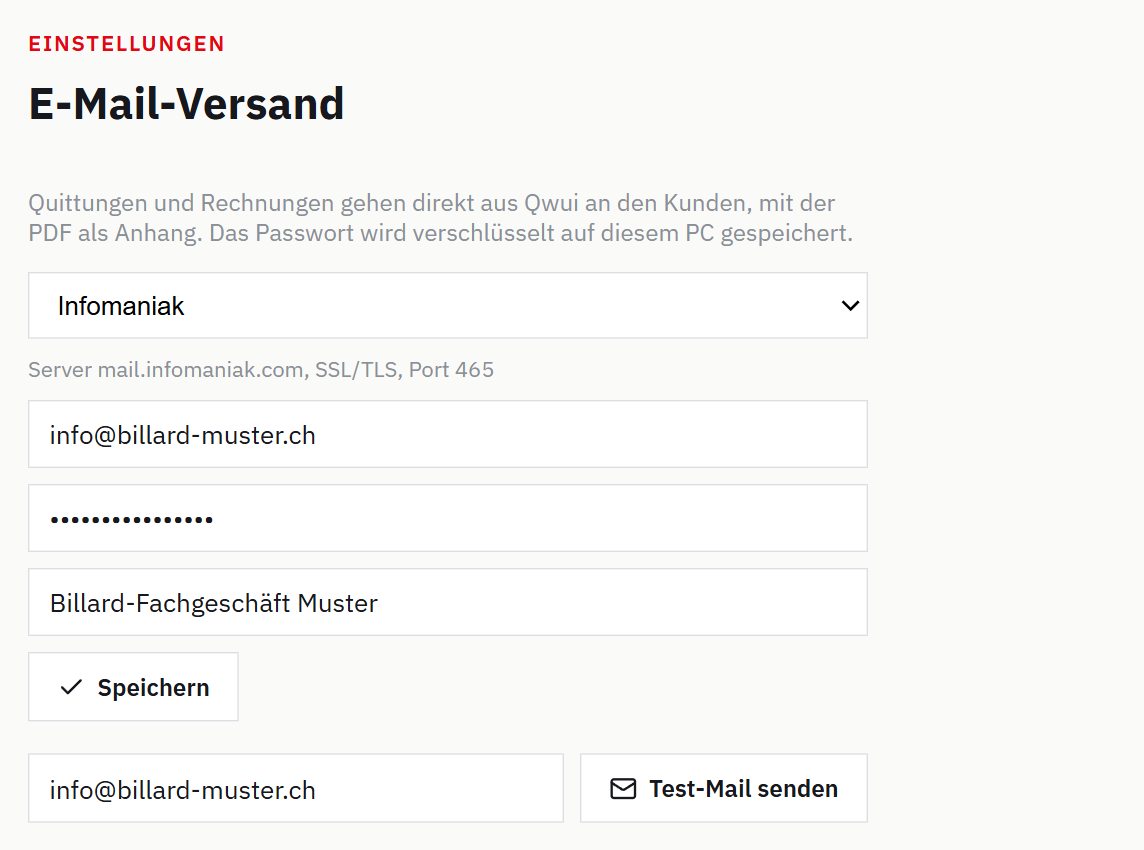 EINSTELLUNGEN
E-Mail-Versand
Quittungen und Rechnungen gehen direkt aus Qwui an den Kunden, mit der
PDF als Anhang. Das Passwort wird verschlüsselt auf diesem PC gespeichert.
Infomaniak
Server mail.infomaniak.com, SSL/TLS, Port 465
info@billard-muster.ch
••••••••••••••••
Billard-Fachgeschäft Muster
Speichern
info@billard-muster.ch
Test-Mail senden